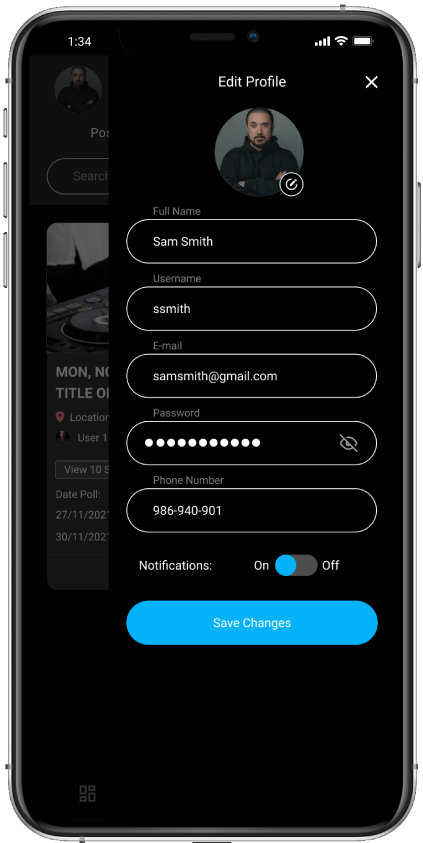 1:34
Edit Profile
Pos
Search
Full Name
Sam Smith
Username
ssmith
E-mail
samsmith@gmail.com
Password
Phone Number
986-940-901
Notifications:
On
Off
Save Changes
MON, NO
TITLE O
Location
User 1
View 10 S
Date Poll:
27/11/2021
30/11/2021